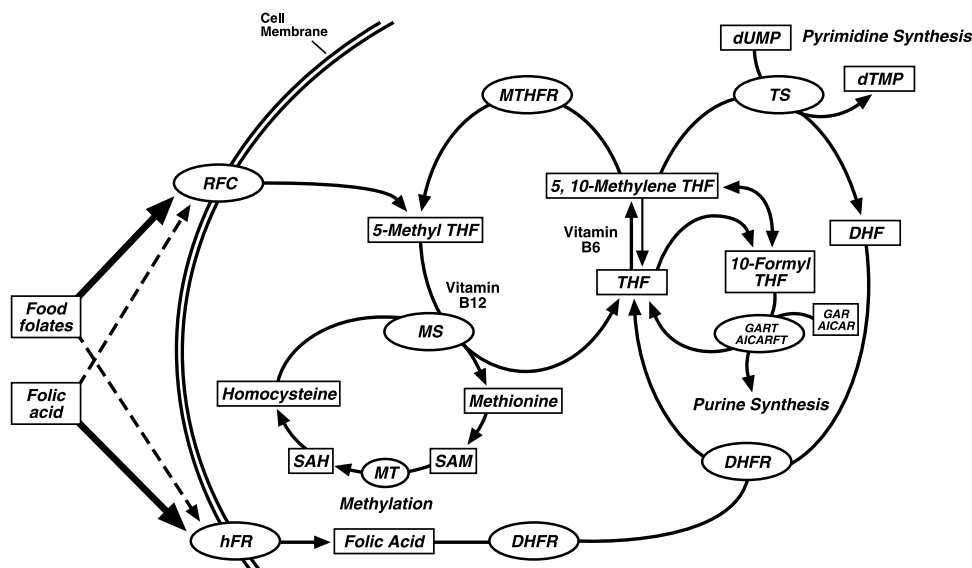 Cell
Membrane
dUMP
Pyrimidine Synthesis
dTMP
MTHFR
TS
RFC
5, 10-Methylene THF
5-Methyl THF
Vitamin
B6
DHF
10-Formyl
THF
THF
Vitamin
B12
Food
folates
MS
GART
AICARFT
GAR
AICAR
Folic
acid
Homocysteine
Methionine
Purine Synthesis
SAH
MT
SAM
DHFR
Methylation
hFR
Folic Acid
DHFR